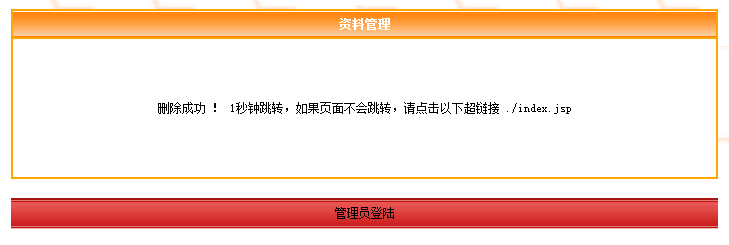 资料管理
删除成功 ！ 1秒钟跳转，如果页面不会跳转，请点击以下超链接 ./index.jsp
管理员登陆